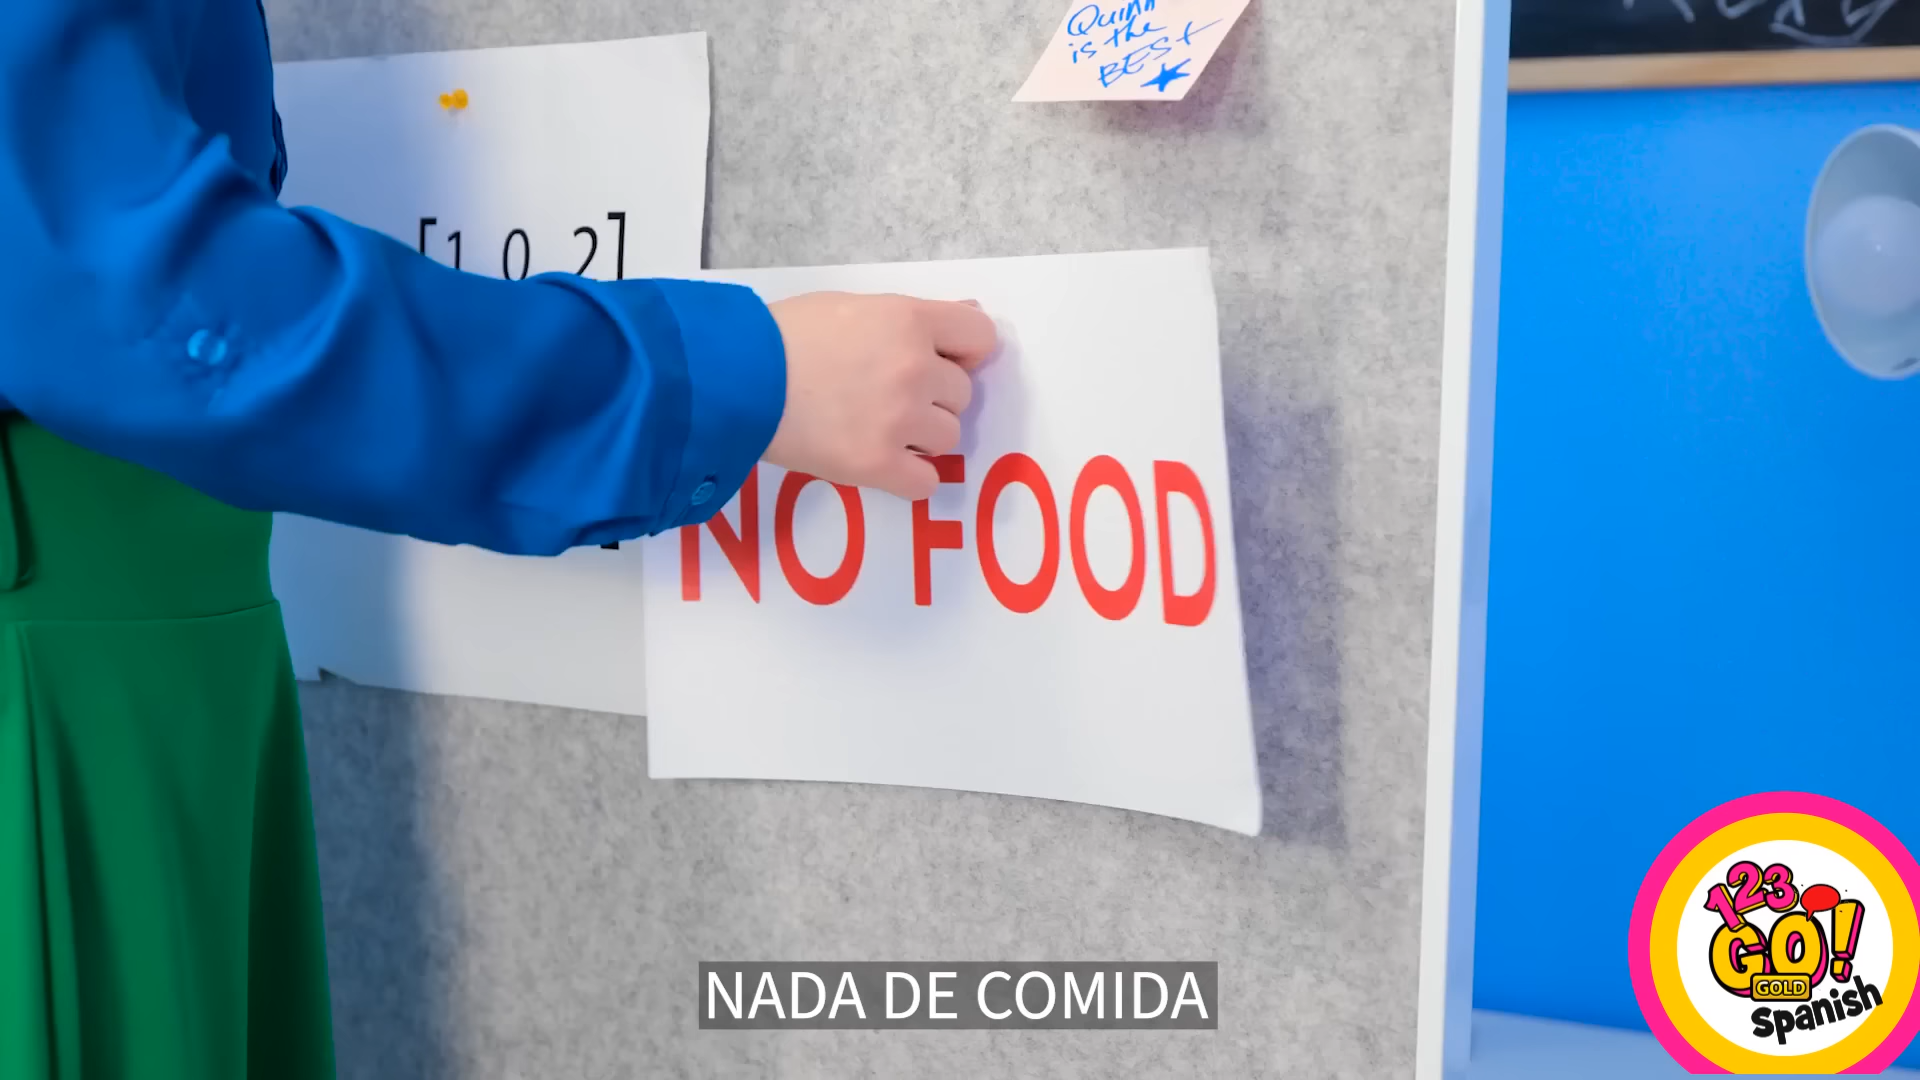 Quinn
is the
BEST
[1 0 2]
NO FOOD
NADA DE COMIDA
123
GO!
GOLD
Spanish